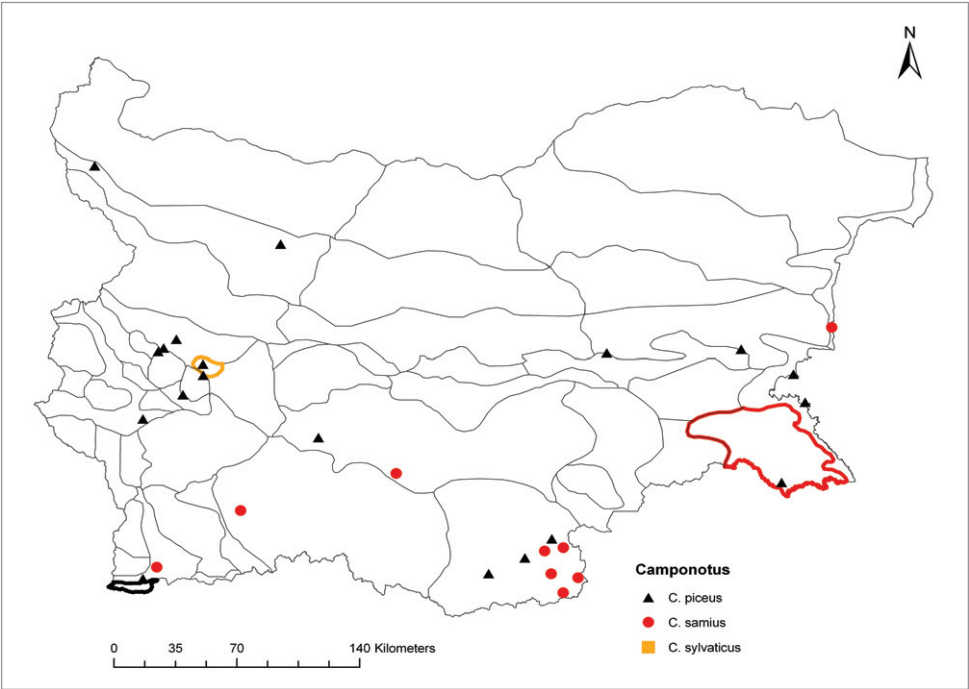 N
Camponotus
C. piceus
C. samius
C. sylvaticus
0 35 70 140 Kilometers